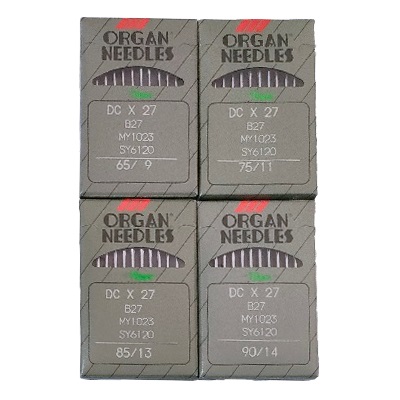 ORGAN®
NEEDLES
DC X 27
B27
MY1023
SY6120
65/ 9
ORGAN®
NEEDLES
DC X 27
B27
MY1023
SY6120
75/11
ORGAN®
NEEDLES
DC X 27
B27
MY1023
SY6120
85/13
ORGAN®
NEEDLES
DC X 27
B27
MY1023
SY6120
90/14